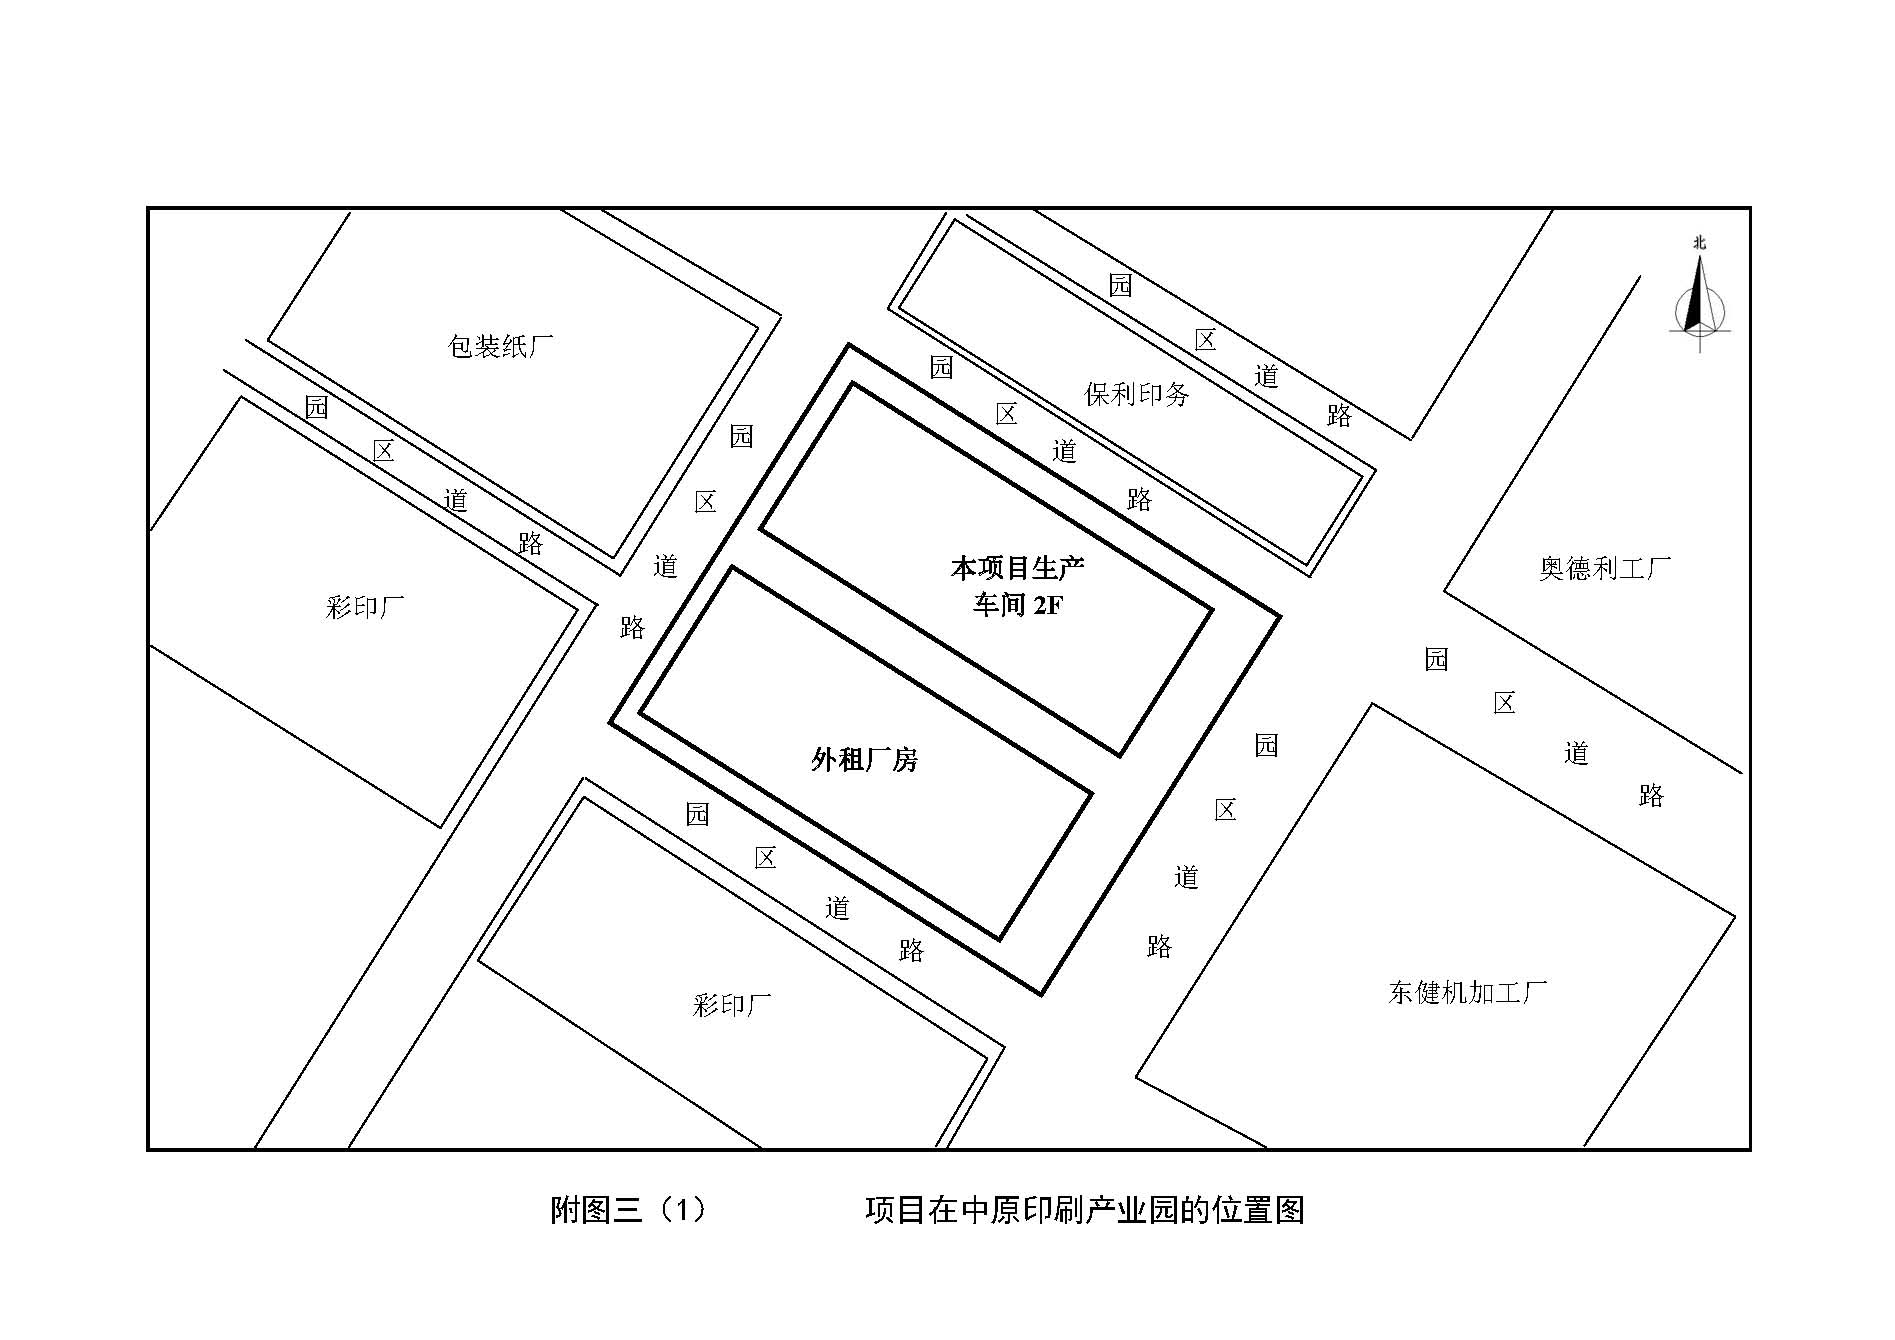 北
园区道路
包装纸厂
园区道路
保利印务
园区道路
园区道路
园区道路
本项目生产
车间 2F
奥德利工厂
彩印厂
园区道路
外租厂房
园区道路
园区道路
彩印厂
东健机加工厂
附图三（1） 项目在中原印刷产业园的位置图